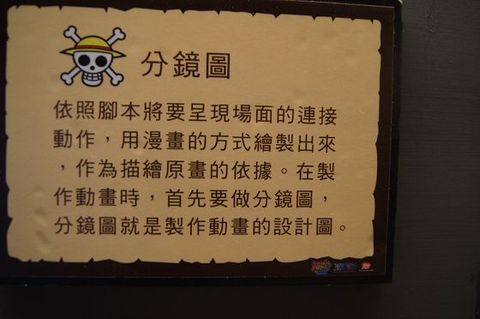 分鏡圖
依照腳本將要呈現場面的連接
動作，用漫畫的方式繪製出來
，作為描繪原畫的依據。在製
作動畫時，首先要做分鏡圖，
分鏡圖就是製作動畫的設計圖。